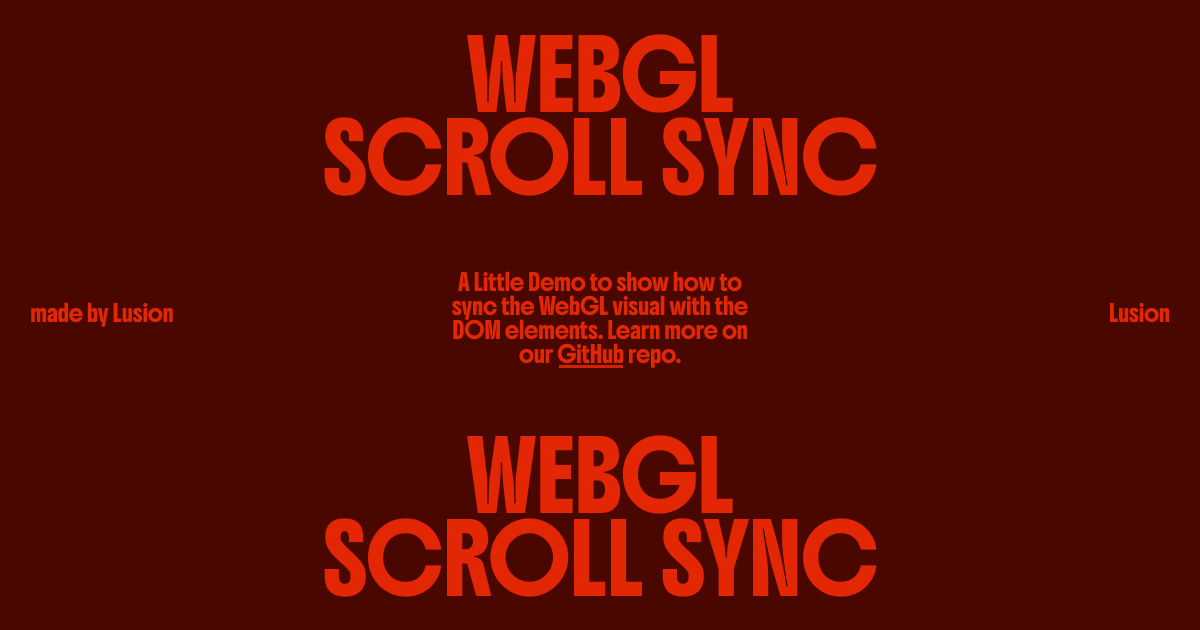 WEBGL
SCROLL SYNC
made by Lusion
A Little Demo to show how to
sync the WebGL visual with the
DOM elements. Learn more on
our GitHub repo.
Lusion
WEBGL
SCROLL SYNC